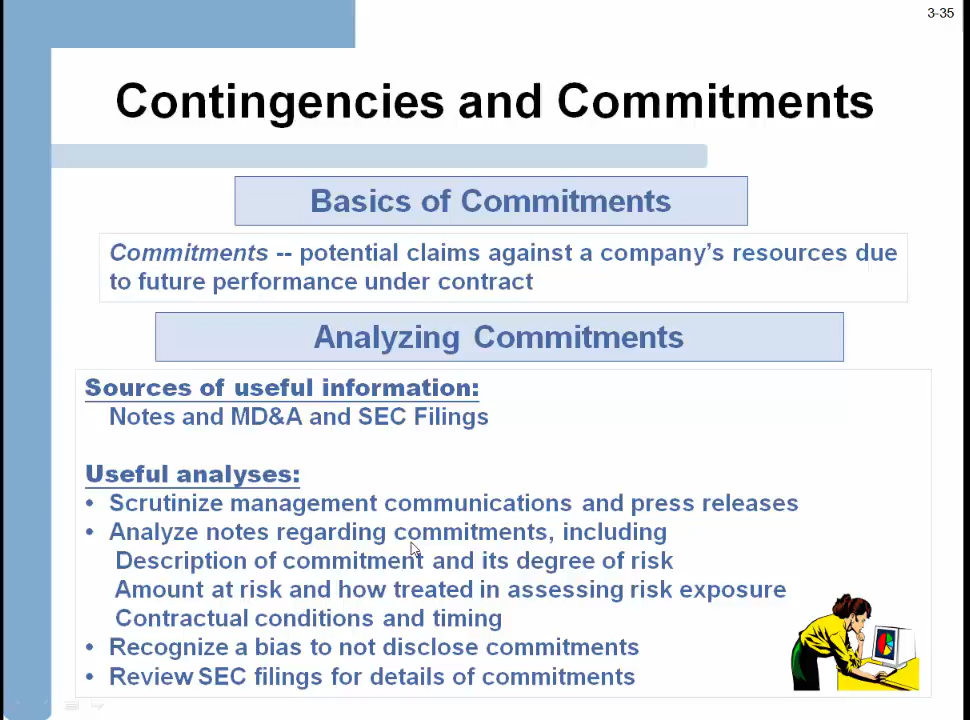 3-35
Contingencies and Commitments
Basics of Commitments
Commitments -- potential claims against a company's resources due
to future performance under contract
Analyzing Commitments
Sources of useful information:
Notes and MD&A and SEC Filings
Useful analyses:
• Scrutinize management communications and press releases
• Analyze notes regarding commitments, including
Description of commitment and its degree of risk
Amount at risk and how treated in assessing risk exposure
Contractual conditions and timing
• Recognize a bias to not disclose commitments
• Review SEC filings for details of commitments